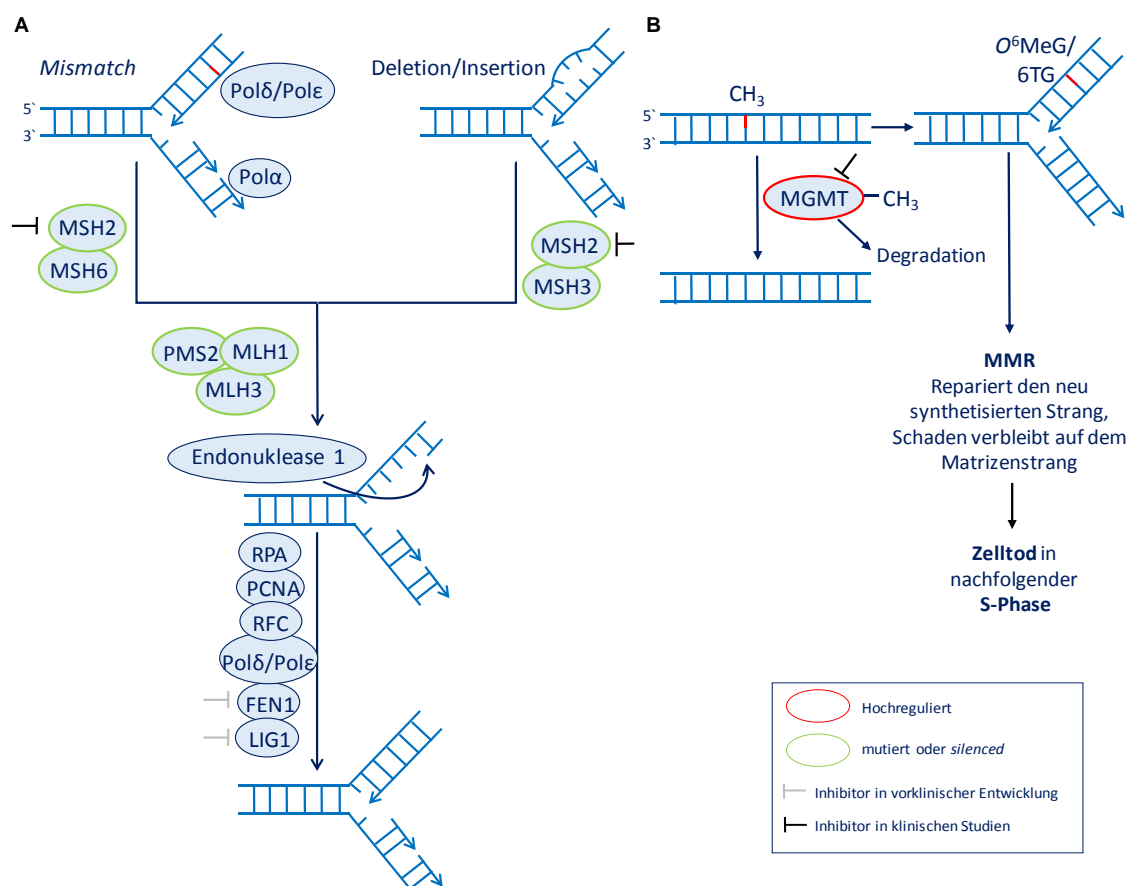 A
Mismatch
Polδ/Polε
5`
3`
Polα
MSH2
MSH6
Deletion/Insertion
MSH2
MSH3
PMS2
MLH1
MLH3
Endonuklease 1
RPA
PCNA
RFC
Polδ/Polε
FEN1
LIG1
B
CH₃
5`
3`
O⁶MeG/
6TG
MGMT
CH₃
Degradation
MMR
Repariert den neu
synthetisierten Strang,
Schaden verbleibt auf dem
Matrizenstrang
Zelltod in
nachfolgender
S-Phase
Hochreguliert
mutiert oder silenced
Inhibitor in vorklinischer Entwicklung
Inhibitor in klinischen Studien